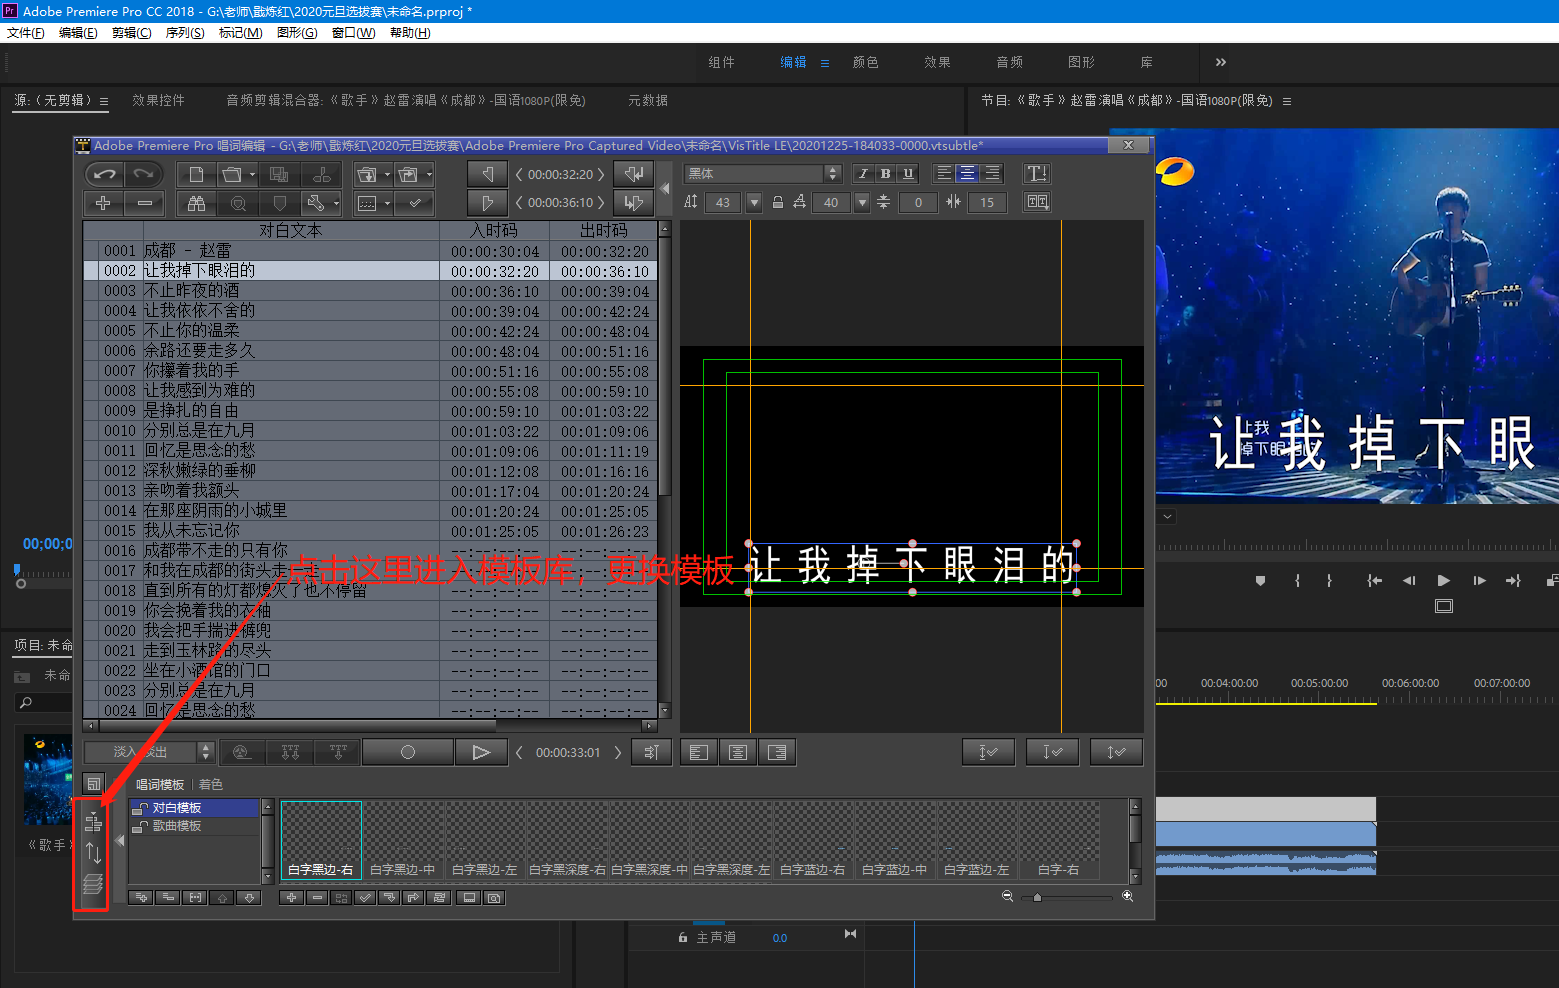 Adobe Premiere Pro CC 2018 - G:\老师\戬炼红\2020元旦选拔赛\未命名.prproj *
文件(F) 编辑(E) 剪辑(C) 序列(S) 标记(M) 图形(G) 窗口(W) 帮助(H)
组件 编辑 颜色 效果 音频 图形 库
源:（无剪辑） 效果控件 音频剪辑混合器:《歌手》赵雷演唱《成都》-国语1080P(限免) 元数据 节目:《歌手》赵雷演唱《成都》-国语1080P(限免)
Adobe Premiere Pro 唱词编辑 - G:\老师\戬炼红\2020元旦选拔赛\Adobe Premiere Pro Captured Video\未命名\VisTitle LE\20201225-184033-0000.vtsubtle*
00:00:32:20 黑体 I B U
00:00:36:10 43 40 0 15
对白文本 入时码 出时码
0001 成都 - 赵雷 00:00:30:04 00:00:32:20
0002 让我掉下眼泪的 00:00:32:20 00:00:36:10
0003 不止昨夜的酒 00:00:36:10 00:00:39:04
0004 让我依依不舍的 00:00:39:04 00:00:42:24
0005 不止你的温柔 00:00:42:24 00:00:48:04
0006 余路还要走多久 00:00:48:04 00:00:51:16
0007 你攥着我的手 00:00:51:16 00:00:55:08
0008 让我感到为难的 00:00:55:08 00:00:59:10
0009 是挣扎的自由 00:00:59:10 00:01:03:22
0010 分别总是在九月 00:01:03:22 00:01:09:06
0011 回忆是思念的愁 00:01:09:06 00:01:11:19
0012 深秋嫩绿的垂柳 00:01:12:08 00:01:16:16
0013 亲吻着我额头 00:01:17:04 00:01:20:24
0014 在那座阴雨的小城里 00:01:20:24 00:01:25:05
0015 我从未忘记你 00:01:25:05 00:01:26:23
0016 成都带不走的只有你
0017 和我在成都的街头走一走
0018 直到所有的灯都熄灭了也不停留
0019 你会挽着我的衣袖
0020 我会把手揣进裤兜 --:--:--:-- --:--:--:--
0021 走到玉林路的尽头 --:--:--:-- --:--:--:--
0022 坐在小酒馆的门口 --:--:--:-- --:--:--:--
0023 分别总是在九月 --:--:--:-- --:--:--:--
0024 回忆是思念的愁 --:--:--:-- --:--:--:--
点击这里进入模板库，更换模板
让我掉下眼泪的
让我掉下眼
让我
00;00;0
项目: 未命
未命
《歌手》
淡入淡出 00:00:33:01
唱词模板 着色
对白模板
歌曲模板
白字黑边-右 白字黑边-中 白字黑边-左 白字黑深度-右 白字黑深度-中 白字黑深度-左 白字蓝边-右 白字蓝边-中 白字蓝边-左 白字-右
00 00:04:00:00 00:05:00:00 00:06:00:00 00:07:00:00
主声道 0.0